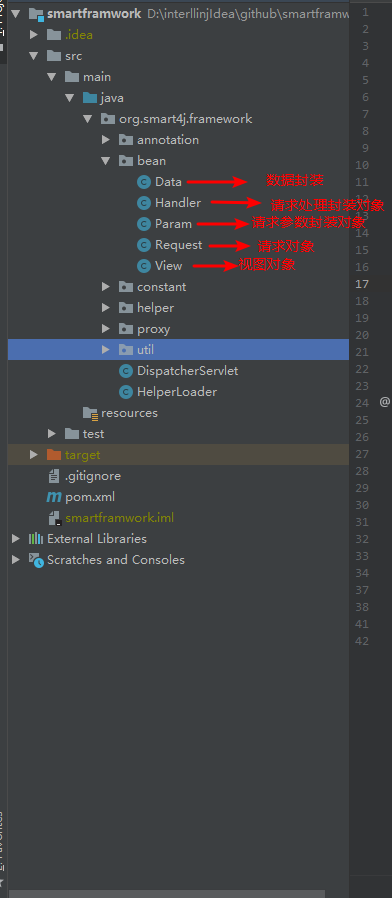 smartframwork D:\interllinjIdea\github\smartframw
.idea
src
main
java
org.smart4j.framework
annotation
bean
Data 数据封装
Handler 请求处理封装对象
Param 请求参数封装对象
Request 请求对象
View 视图对象
constant
helper
proxy
util
DispatcherServlet
HelperLoader
resources
test
target
.gitignore
pom.xml
smartframwork.iml
External Libraries
Scratches and Consoles
1
2
3
4
5
6
7
8
9
10
11
12
13
14
15
16
17
18
19
20
21
22
23
24 @
25
26
27
28
29
30
31
32
33
34
37
38
41
42